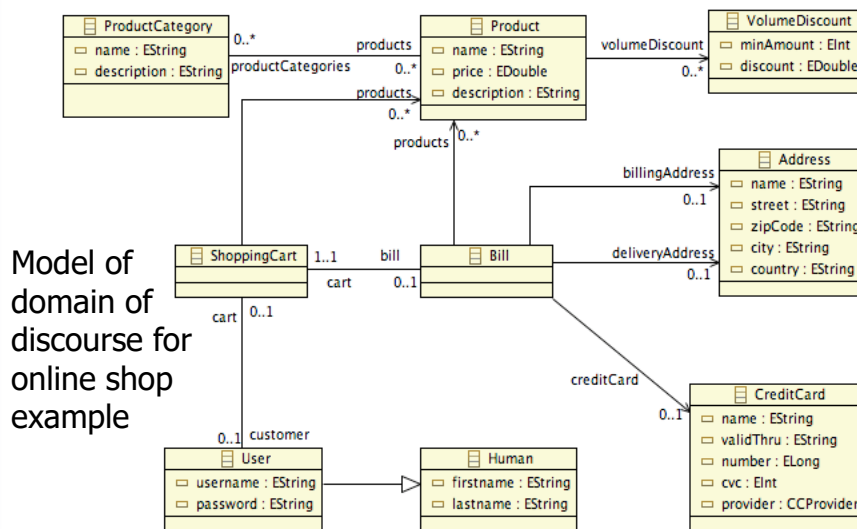 ProductCategory
name : EString
description : EString
0..*
productCategories
products
0..*
Product
name : EString
price : EDouble
description : EString
volumeDiscount
0..*
VolumeDiscount
minAmount : EInt
discount : EDouble
products
0..*
products
0..*
billingAddress
0..1
deliveryAddress
0..1
Address
name : EString
street : EString
zipCode : EString
city : EString
country : EString
Model of
domain of
discourse for
online shop
example
ShoppingCart
1..1
cart
bill
0..1
Bill
cart
0..1
creditCard
0..1
CreditCard
name : EString
validThru : EString
number : ELong
cvc : EInt
provider : CCProvider
0..1
customer
User
username : EString
password : EString
Human
firstname : EString
lastname : EString